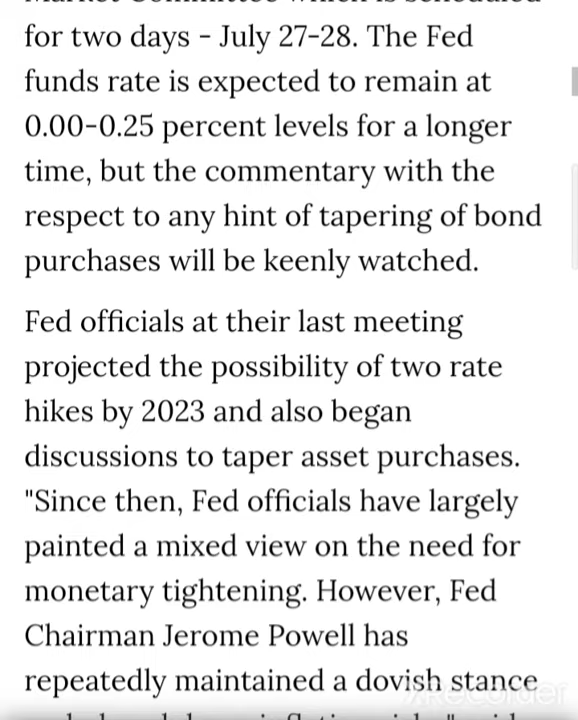 for two days - July 27-28. The Fed
funds rate is expected to remain at
0.00-0.25 percent levels for a longer
time, but the commentary with the
respect to any hint of tapering of bond
purchases will be keenly watched.
Fed officials at their last meeting
projected the possibility of two rate
hikes by 2023 and also began
discussions to taper asset purchases.
"Since then, Fed officials have largely
painted a mixed view on the need for
monetary tightening. However, Fed
Chairman Jerome Powell has
repeatedly maintained a dovish stance
Recorder